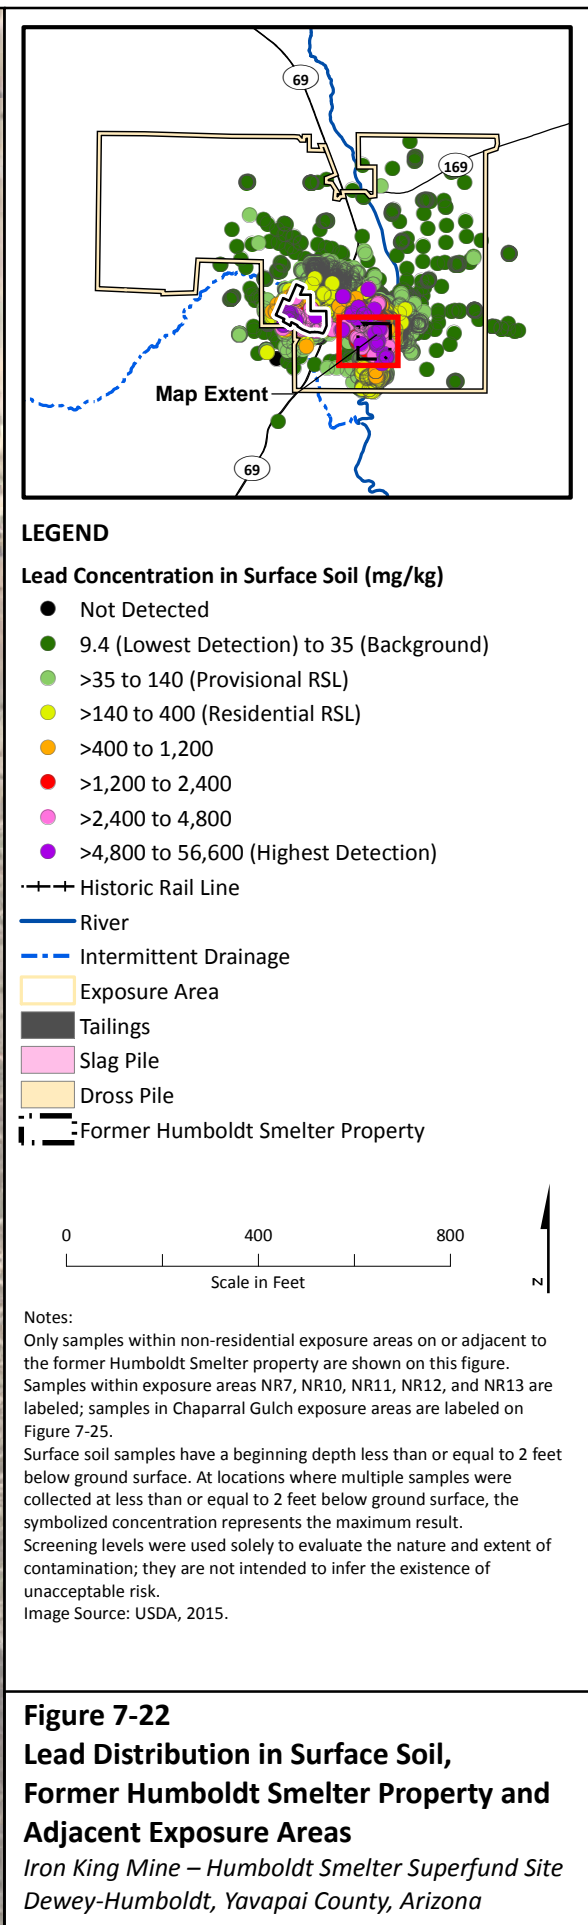 69
169
Map Extent
69
LEGEND
Lead Concentration in Surface Soil (mg/kg)
Not Detected
9.4 (Lowest Detection) to 35 (Background)
>35 to 140 (Provisional RSL)
>140 to 400 (Residential RSL)
>400 to 1,200
>1,200 to 2,400
>2,400 to 4,800
>4,800 to 56,600 (Highest Detection)
Historic Rail Line
River
Intermittent Drainage
Exposure Area
Tailings
Slag Pile
Dross Pile
Former Humboldt Smelter Property
0 400 800
Scale in Feet
N
Notes:
Only samples within non-residential exposure areas on or adjacent to
the former Humboldt Smelter property are shown on this figure.
Samples within exposure areas NR7, NR10, NR11, NR12, and NR13 are
labeled; samples in Chaparral Gulch exposure areas are labeled on
Figure 7-25.
Surface soil samples have a beginning depth less than or equal to 2 feet
below ground surface. At locations where multiple samples were
collected at less than or equal to 2 feet below ground surface, the
symbolized concentration represents the maximum result.
Screening levels were used solely to evaluate the nature and extent of
contamination; they are not intended to infer the existence of
unacceptable risk.
Image Source: USDA, 2015.
Figure 7-22
Lead Distribution in Surface Soil,
Former Humboldt Smelter Property and
Adjacent Exposure Areas
Iron King Mine – Humboldt Smelter Superfund Site
Dewey-Humboldt, Yavapai County, Arizona